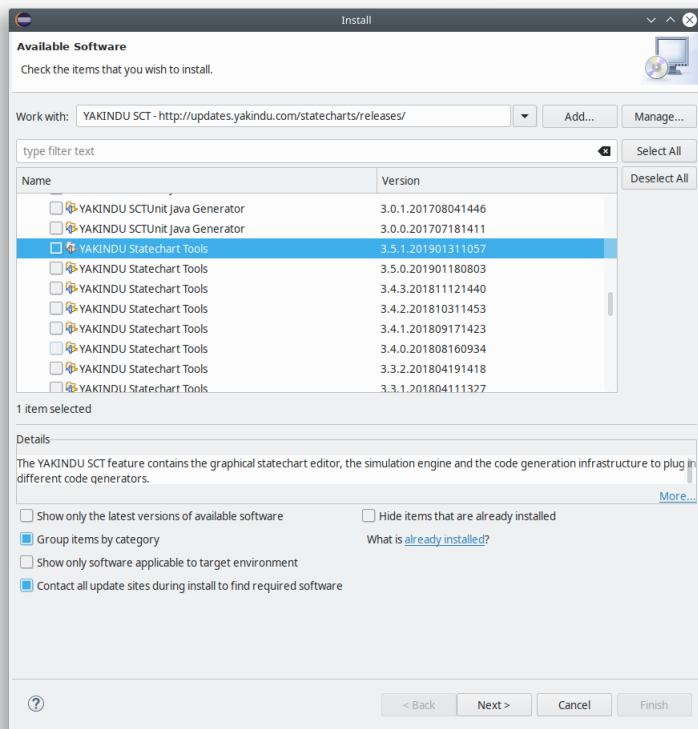 Install
Available Software
Check the items that you wish to install.
Work with: YAKINDU SCT - http://updates.yakindu.com/statecharts/releases/ Add... Manage...
type filter text Select All
Name Version Deselect All
YAKINDU SCTUnit Java Generator 3.0.1.201708041446
YAKINDU SCTUnit Java Generator 3.0.0.201707181411
YAKINDU Statechart Tools 3.5.1.201901311057
YAKINDU Statechart Tools 3.5.0.201901180803
YAKINDU Statechart Tools 3.4.3.201811121440
YAKINDU Statechart Tools 3.4.2.201810311453
YAKINDU Statechart Tools 3.4.1.201809171423
YAKINDU Statechart Tools 3.4.0.201808160934
YAKINDU Statechart Tools 3.3.2.201804191418
YAKINDU Statechart Tools 3.3.1.201804111327
1 item selected
Details
The YAKINDU SCT feature contains the graphical statechart editor, the simulation engine and the code generation infrastructure to plug in
different code generators.
More...
Show only the latest versions of available software Hide items that are already installed
Group items by category What is already installed?
Show only software applicable to target environment
Contact all update sites during install to find required software
? < Back Next > Cancel Finish